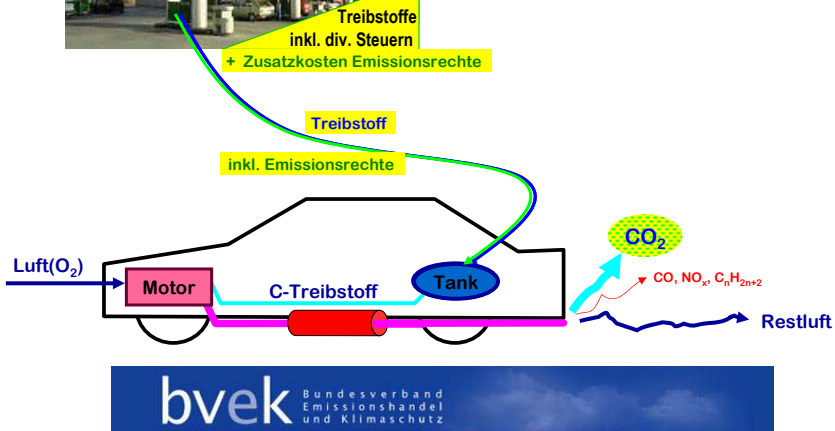 Treibstoffe
inkl. div. Steuern
+ Zusatzkosten Emissionsrechte
Treibstoff
inkl. Emissionsrechte
CO2
Luft(O2)
Motor
C-Treibstoff
Tank
CO, NOx, CnH2n+2
Restluft
bvek
Bundesverband
Emissionshandel
und Klimaschutz